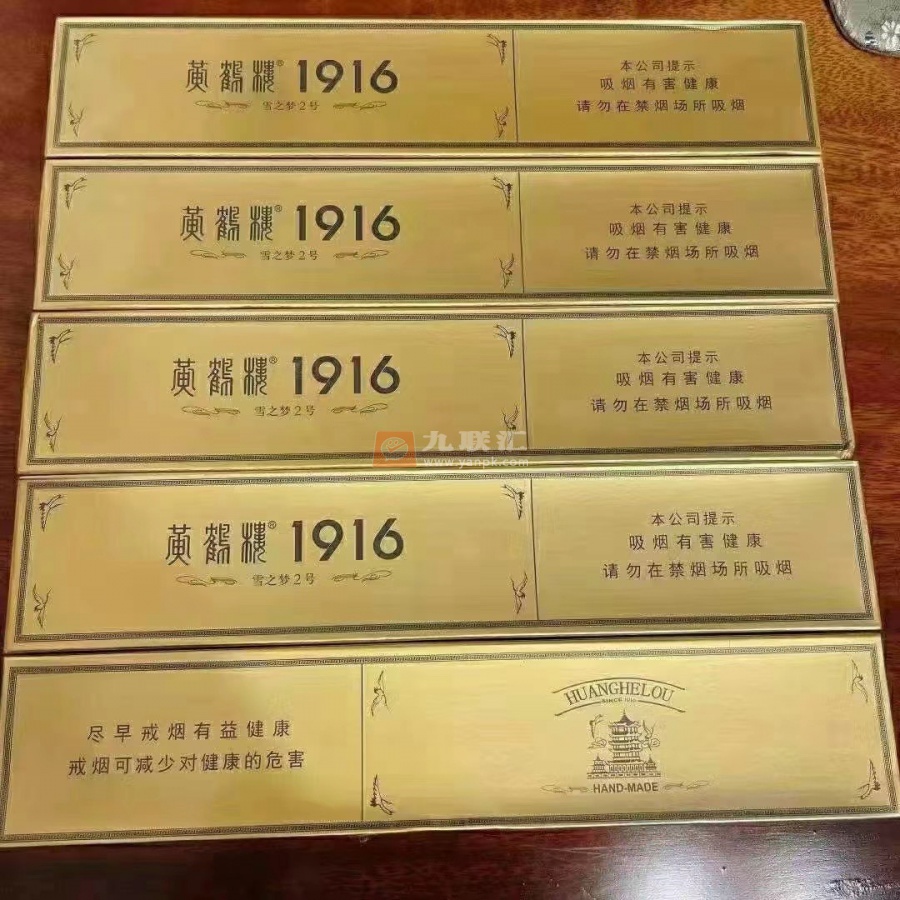 黄鹤楼® 1916
雪之梦2号
本公司提示
吸烟有害健康
请勿在禁烟场所吸烟
黄鹤楼® 1916
雪之梦2号
本公司提示
吸烟有害健康
请勿在禁烟场所吸烟
黄鹤楼® 1916
雪之梦2号
本公司提示
吸烟有害健康
请勿在禁烟场所吸烟
九联汇
www.yanpk.com
黄鹤楼® 1916
雪之梦2号
本公司提示
吸烟有害健康
请勿在禁烟场所吸烟
尽早戒烟有益健康
戒烟可减少对健康的危害
HUANGHELOU
SINCE 1916
HAND-MADE